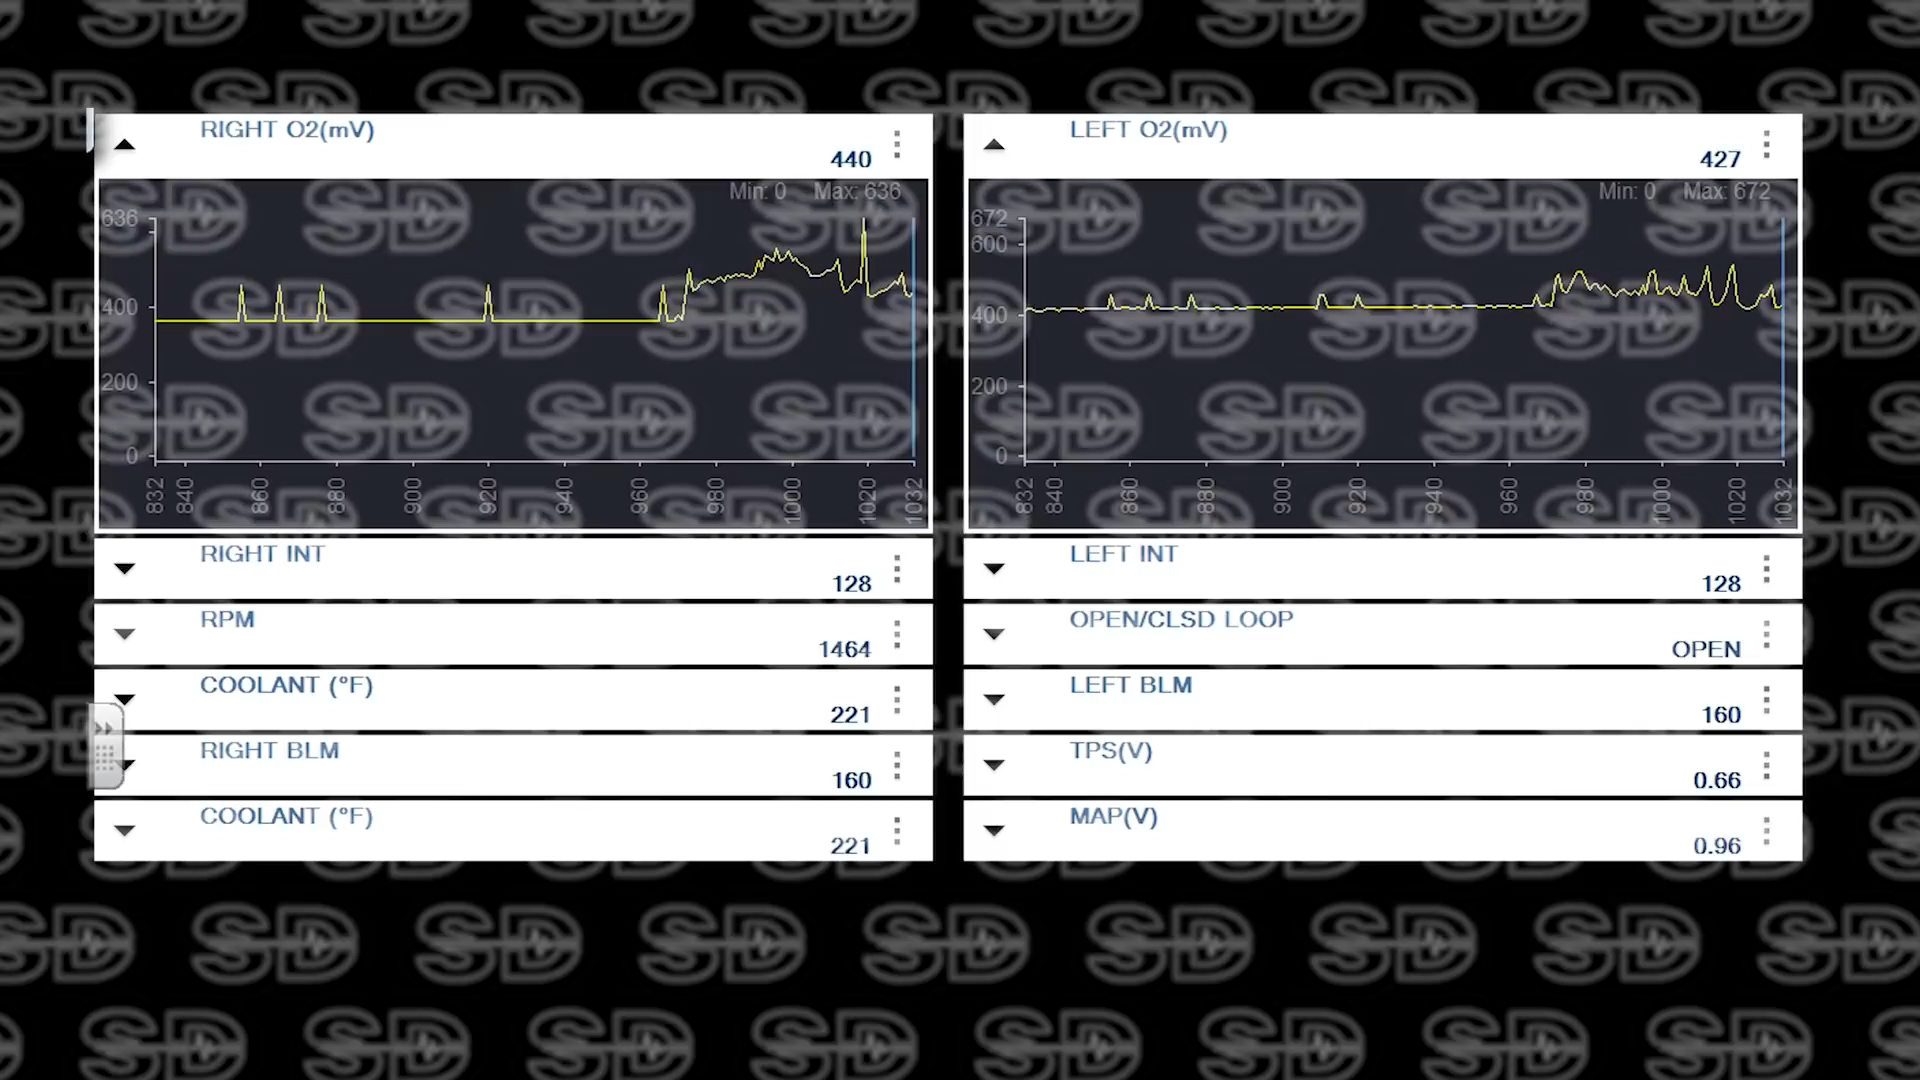 RIGHT O2(mV)
440
Min: 0 Max: 636
636
400
200
0
832 840 860 880 900 920 940 960 980 1000 1020 1032
RIGHT INT
128
RPM
1464
COOLANT (°F)
221
RIGHT BLM
160
COOLANT (°F)
221
LEFT O2(mV)
427
Min: 0 Max: 672
672
600
400
200
0
832 840 860 880 900 920 940 960 980 1000 1020 1032
LEFT INT
128
OPEN/CLSD LOOP
OPEN
LEFT BLM
160
TPS(V)
0.66
MAP(V)
0.96